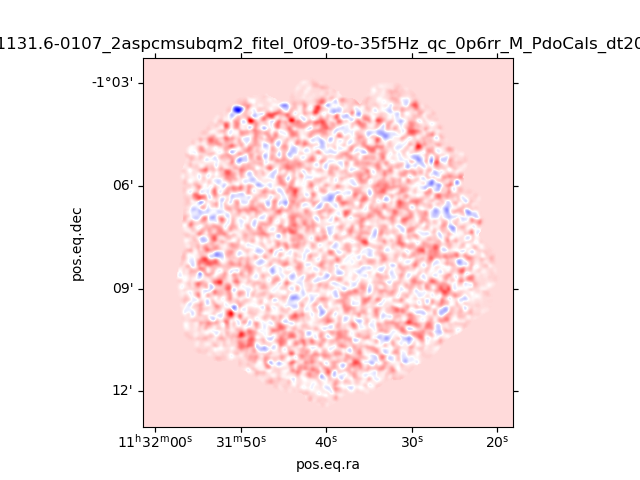 1131.6-0107_2aspcmsubqm2_fitel_0f09-to-35f5Hz_qc_0p6rr_M_PdoCals_dt20
-1°03'
06'
09'
12'
pos.eq.dec
11ʰ32ᵐ00ˢ 31ᵐ50ˢ 40ˢ 30ˢ 20ˢ
pos.eq.ra